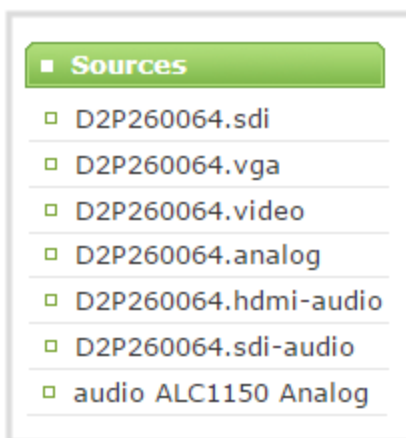 Sources
D2P260064.sdi
D2P260064.vga
D2P260064.video
D2P260064.analog
D2P260064.hdmi-audio
D2P260064.sdi-audio
audio ALC1150 Analog